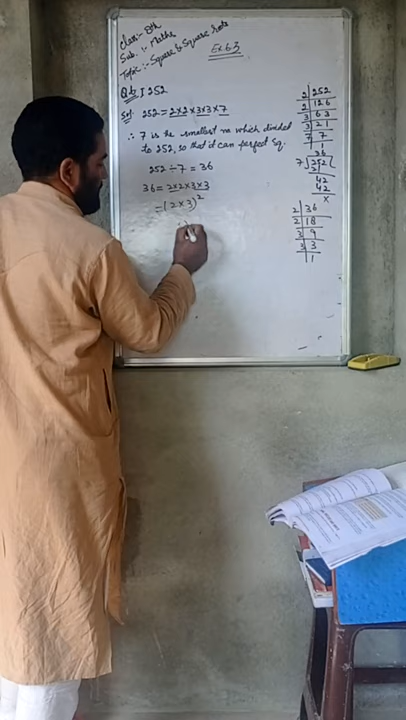 Class:- 8th
Sub. :- Maths
Topic :- Square & Square roots
Ex 6.3
Q.6 252
Sol. 252 = 2×2×3×3×7
∴ 7 is the smallest no which divided
to 252, so that it can perfect Sq.
252 ÷ 7 = 36
36 = 2×2×3×3
= (2×3)²
2 | 252
2 | 126
3 | 63
3 | 21
7 | 7
1
36
7 | 252 (
42
42
x
2 | 36
2 | 18
3 | 9
3 | 3
1